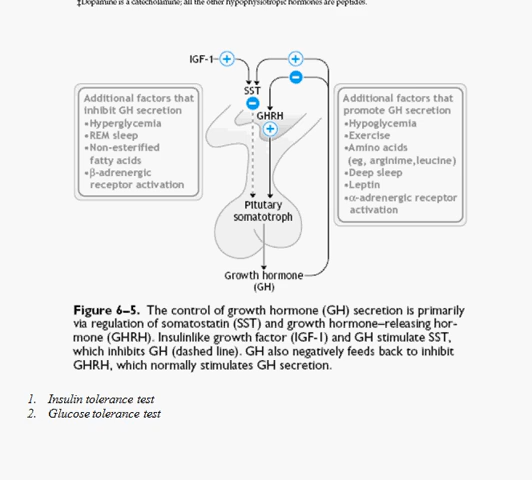 ‡Dopamine is a catecholamine; all the other hypophysiotropic hormones are peptides.
IGF-1
+
+
−
SST
−
GHRH
+
Additional factors that
inhibit GH secretion
•Hyperglycemia
•REM sleep
•Non-esterified
fatty acids
•β-adrenergic
receptor activation
Additional factors that
promote GH secretion
•Hypoglycemia
•Exercise
•Amino acids
(eg, arginime,leucine)
•Deep sleep
•Leptin
•α-adrenergic receptor
activation
Pitutary
somatotroph
Growth hormone
(GH)
Figure 6–5. The control of growth hormone (GH) secretion is primarily
via regulation of somatostatin (SST) and growth hormone–releasing hor-
mone (GHRH). Insulinlike growth factor (IGF-1) and GH stimulate SST,
which inhibits GH (dashed line). GH also negatively feeds back to inhibit
GHRH, which normally stimulates GH secretion.
1. Insulin tolerance test
2. Glucose tolerance test